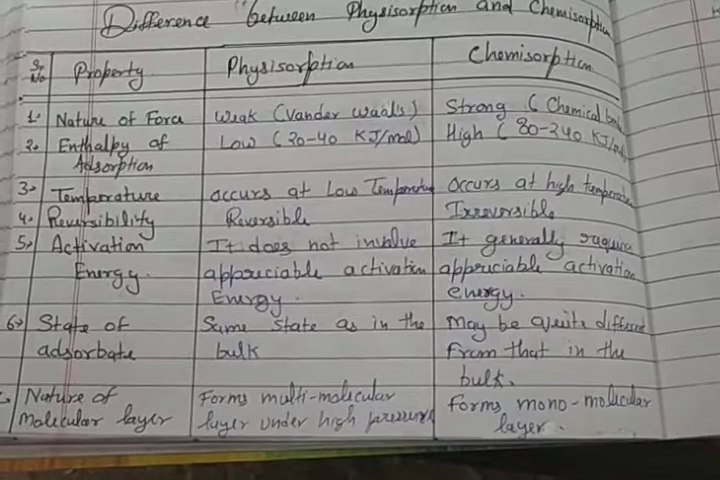 Difference between Physisorption and Chemisorption
Sr No Property Physisorption Chemisorption
1. Nature of Force Weak (Vander Waal's) Strong (Chemical
2. Enthalpy of Low (20-40 KJ/mol) High (80-240 KJ/
Adsorption
3. Temperature occurs at Low Temperature Occurs at high temperature
4. Reversibility Reversible Irreversible
5. Activation It does not involve It generally require
Energy. appreciable activation appreciable activation
Energy. energy.
6. State of Same state as in the May be quite different
adsorbate bulk from that in the
bulk.
Nature of Forms multi-molecular Forms mono-molecular
Molecular layer layer under high pressure layer.